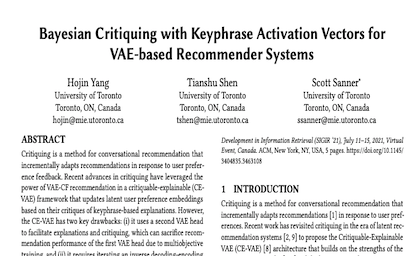 Bayesian Critiquing with Keyphrase Activation Vectors for
VAE-based Recommender Systems
Hojin Yang
University of Toronto
Toronto, ON, Canada
hojin@mie.utoronto.ca
Tianshu Shen
University of Toronto
Toronto, ON, Canada
tshen@mie.utoronto.ca
Scott Sanner*
University of Toronto
Toronto, ON, Canada
ssanner@mie.utoronto.ca
ABSTRACT
Critiquing is a method for conversational recommendation that
incrementally adapts recommendations in response to user pref-
erence feedback. Recent advances in critiquing have leveraged the
power of VAE-CF recommendation in a critiquable-explainable (CE-
VAE) framework that updates latent user preference embeddings
based on their critiques of keyphrase-based explanations. However,
the CE-VAE has two key drawbacks: (i) it uses a second VAE head
to facilitate explanations and critiquing, which can sacrifice recom-
mendation performance of the first VAE head due to multiobjective
training, and (ii) it requires iterating an inverse decoding-encoding
Development in Information Retrieval (SIGIR '21), July 11–15, 2021, Virtual
Event, Canada. ACM, New York, NY, USA, 5 pages. https://doi.org/10.1145/
3404835.3463108
1 INTRODUCTION
Critiquing is a method for conversational recommendation that
incrementally adapts recommendations [1] in response to user pref-
erences. Recent work has revisited critiquing in the era of latent rec-
ommendation systems [2, 9] to propose the Critiquable-Explainable
VAE (CE-VAE) [8] architecture that builds on the strengths of the